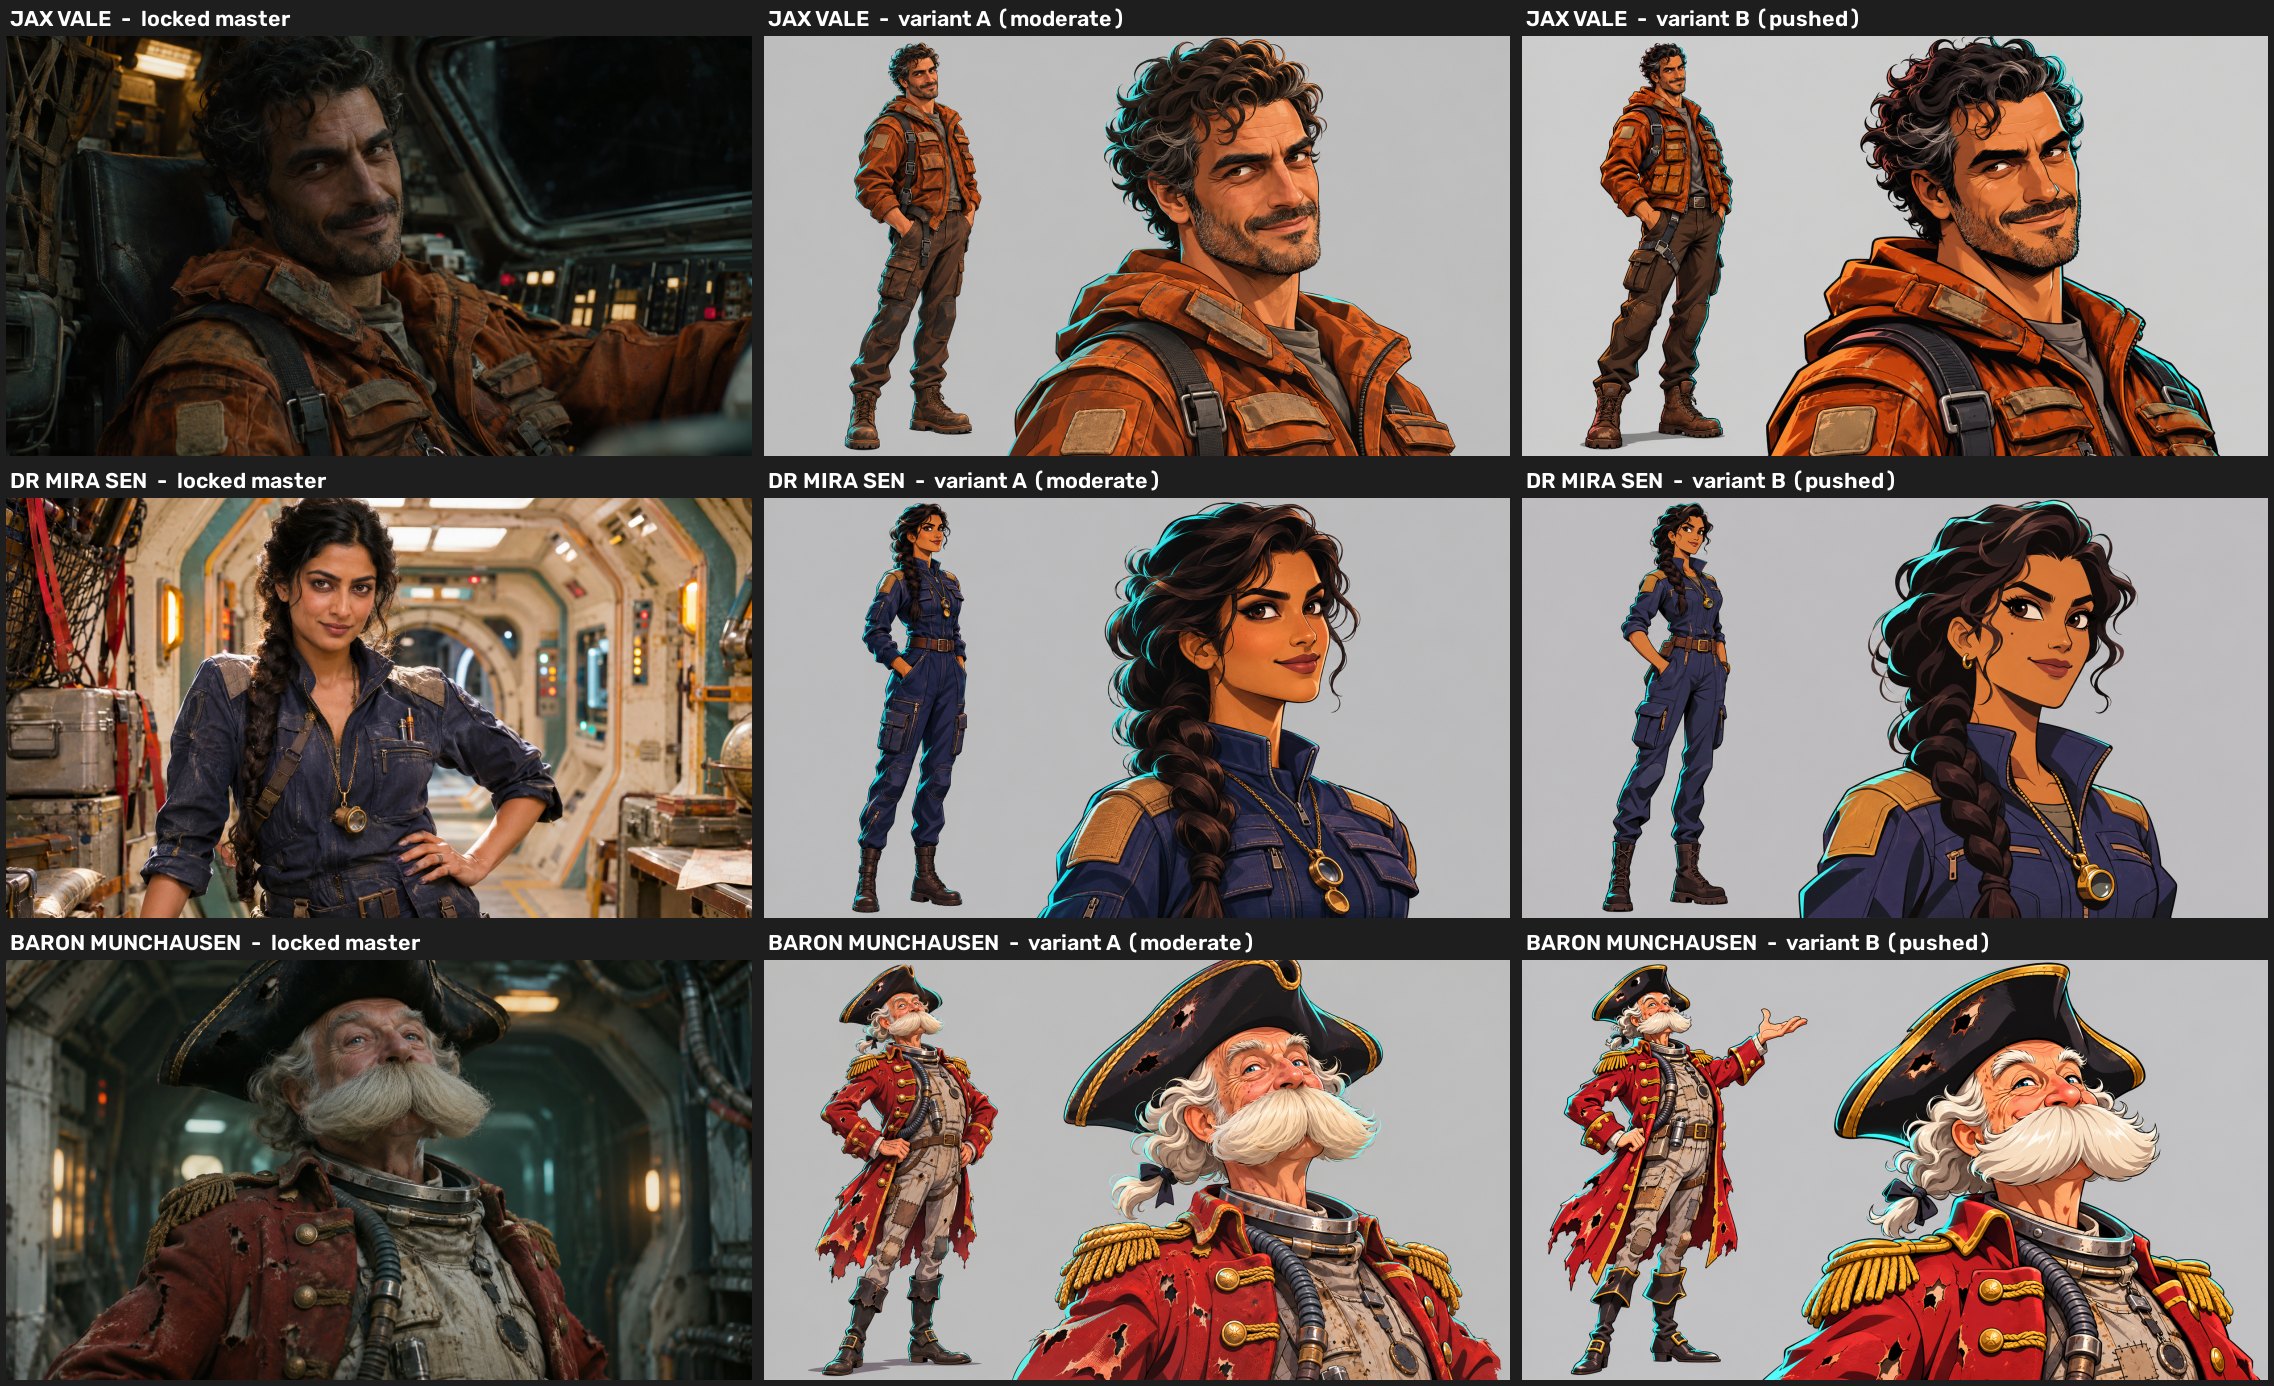 JAX VALE - locked master
JAX VALE - variant A (moderate)
JAX VALE - variant B (pushed)
DR MIRA SEN - locked master
DR MIRA SEN - variant A (moderate)
DR MIRA SEN - variant B (pushed)
BARON MUNCHAUSEN - locked master
BARON MUNCHAUSEN - variant A (moderate)
BARON MUNCHAUSEN - variant B (pushed)